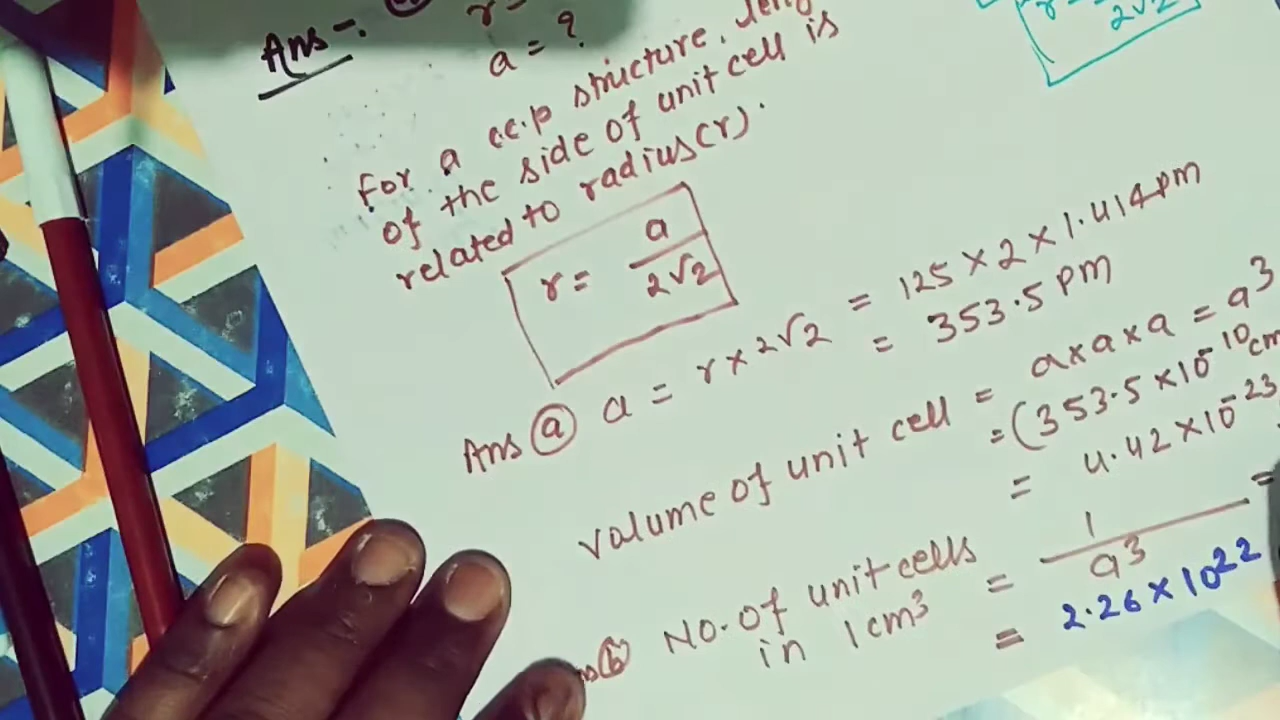 Ans:-
r=
a = ?
For a c.c.p structure,
of the side of unit cell is
related to radius(r).
r = a / 2√2
2√2
Ans (a) a = r × 2√2 = 125 × 2 × 1.414 pm
= 353.5 pm
volume of unit cell = a×a×a = a³
= (353.5 × 10⁻¹⁰ cm
= 4.42 × 10⁻²³
(b) No. of unit cells in 1 cm³ = 1 / a³ =
= 2.26 × 10²²